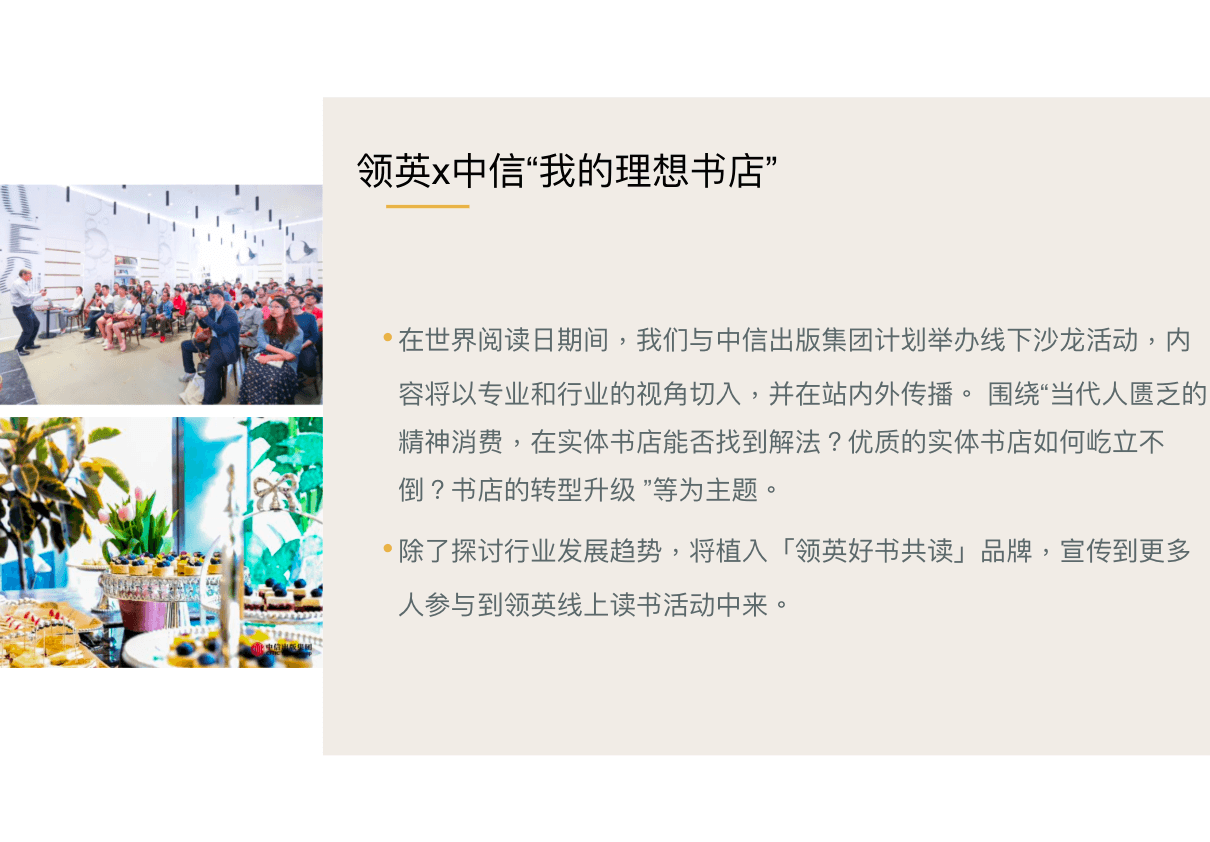 领英x中信“我的理想书店”
在世界阅读日期间，我们与中信出版集团计划举办线下沙龙活动，内
容将以专业和行业的视角切入，并在站内外传播。 围绕“当代人匮乏的
精神消费，在实体书店能否找到解法？优质的实体书店如何屹立不
倒？书店的转型升级 ”等为主题。
除了探讨行业发展趋势，将植入「领英好书共读」品牌，宣传到更多
人参与到领英线上读书活动中来。
中信出版集团